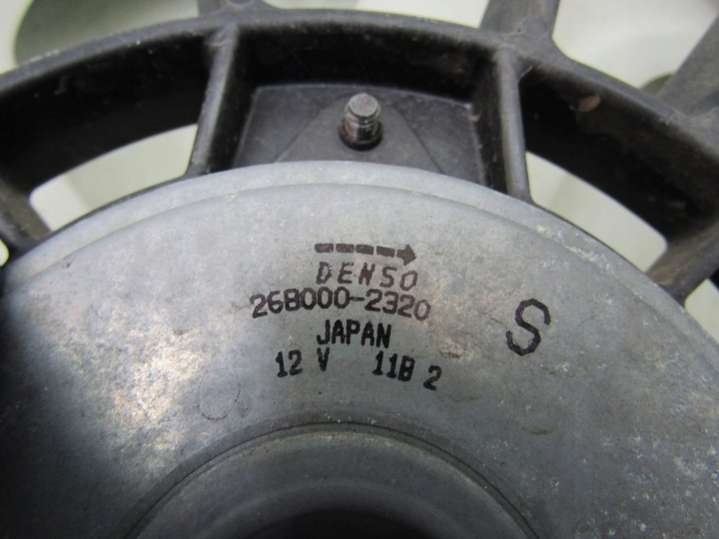 DENSO
268000-2320
JAPAN
12 V 11B 2
S